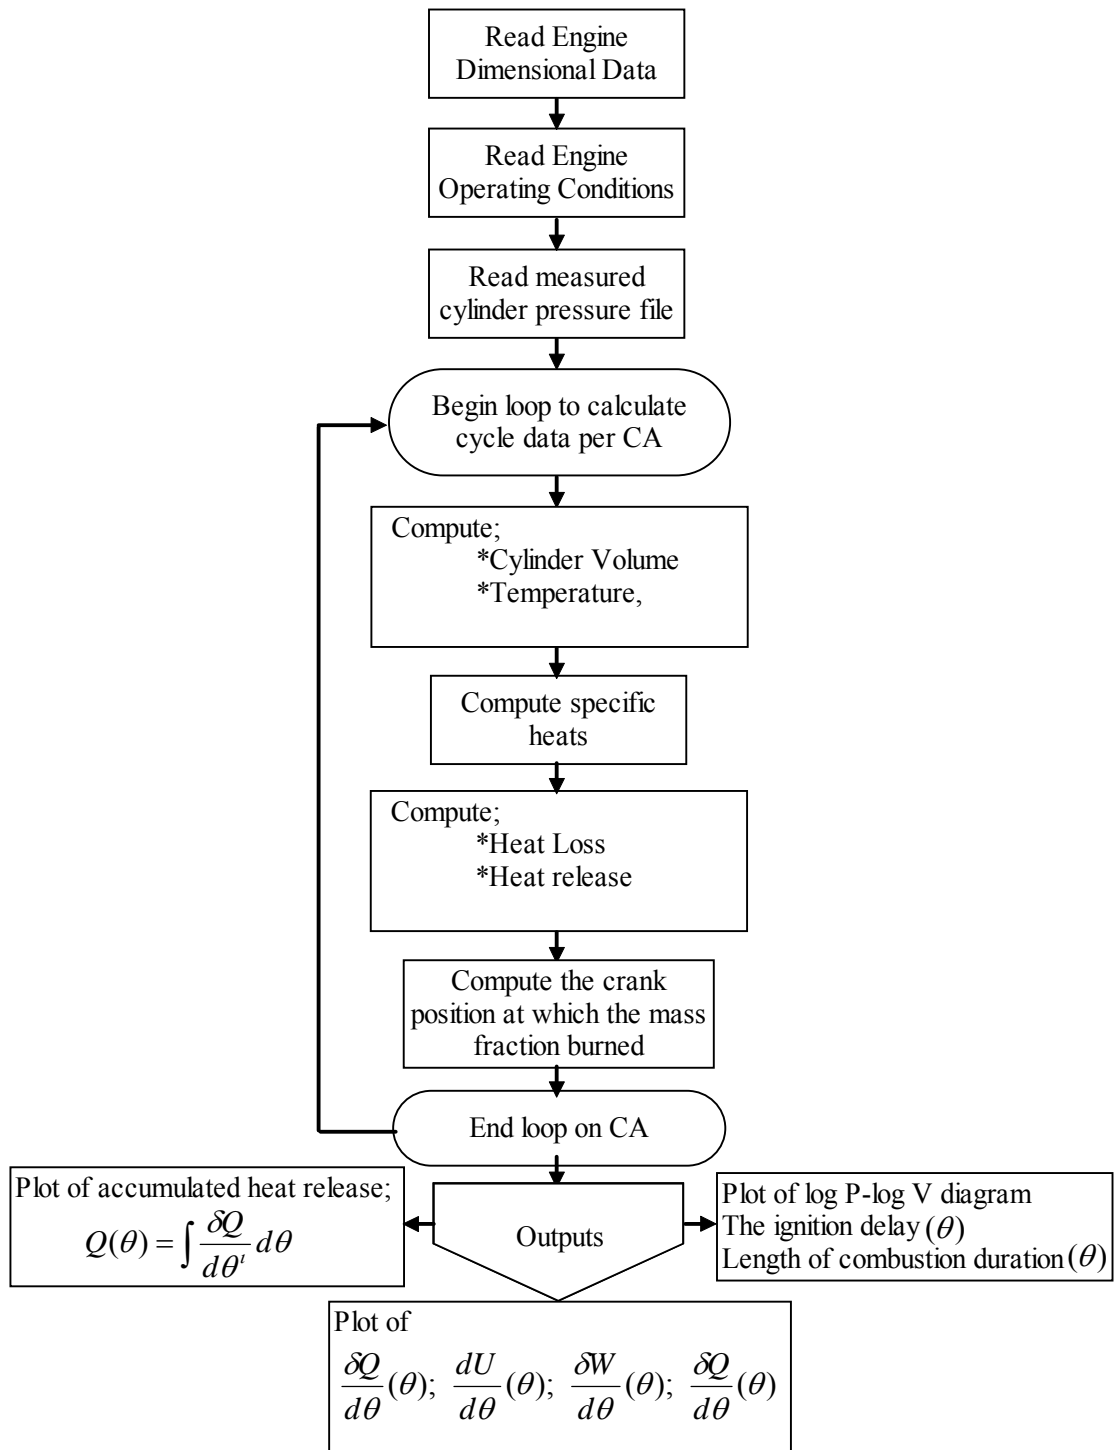 Read Engine
Dimensional Data
Read Engine
Operating Conditions
Read measured
cylinder pressure file
Begin loop to calculate
cycle data per CA
Compute;
*Cylinder Volume
*Temperature,
Compute specific
heats
Compute;
*Heat Loss
*Heat release
Compute the crank
position at which the mass
fraction burned
End loop on CA
Plot of accumulated heat release;
Q(θ) = ∫ δQ/dθᶦ dθ
Outputs
Plot of log P-log V diagram
The ignition delay (θ)
Length of combustion duration (θ)
Plot of
δQ/dθ (θ); dU/dθ (θ); δW/dθ (θ); δQ/dθ (θ)